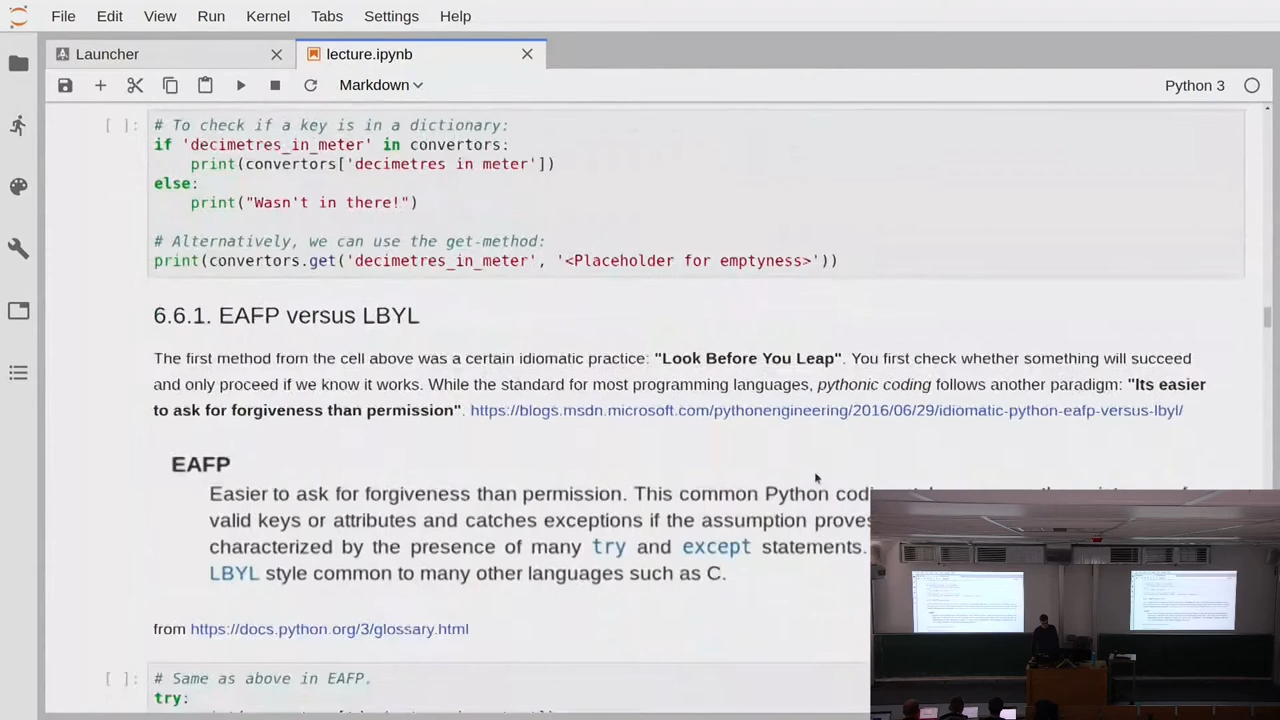 File Edit View Run Kernel Tabs Settings Help
Launcher lecture.ipynb
Markdown Python 3
[ ]: # To check if a key is in a dictionary:
if 'decimetres_in_meter' in convertors:
print(convertors['decimetres in meter'])
else:
print("Wasn't in there!")
# Alternatively, we can use the get-method:
print(convertors.get('decimetres_in_meter', '<Placeholder for emptyness>'))
6.6.1. EAFP versus LBYL
The first method from the cell above was a certain idiomatic practice: "Look Before You Leap". You first check whether something will succeed
and only proceed if we know it works. While the standard for most programming languages, pythonic coding follows another paradigm: "Its easier
to ask for forgiveness than permission". https://blogs.msdn.microsoft.com/pythonengineering/2016/06/29/idiomatic-python-eafp-versus-lbyl/
EAFP
Easier to ask for forgiveness than permission. This common Python
valid keys or attributes and catches exceptions if the assumption proves
characterized by the presence of many try and except statements.
LBYL style common to many other languages such as C.
from https://docs.python.org/3/glossary.html
[ ]: # Same as above in EAFP.
try: